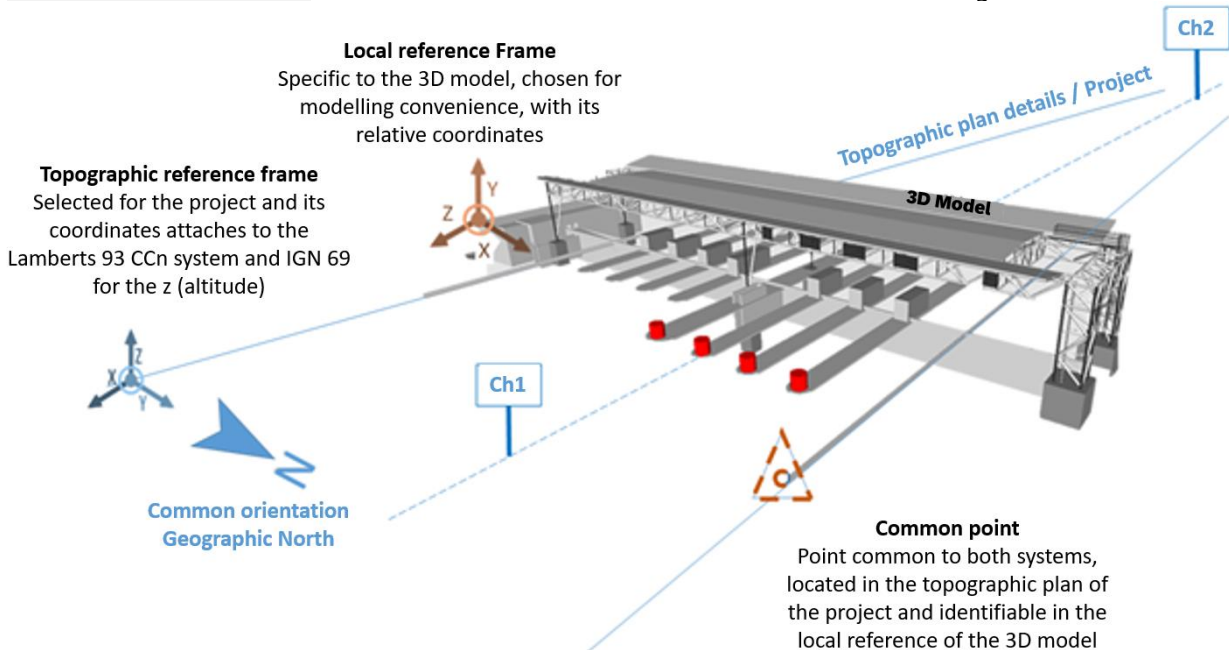 Ch2
Local reference Frame
Specific to the 3D model, chosen for
modelling convenience, with its
relative coordinates
Topographic plan details / Project
Topographic reference frame
Selected for the project and its
coordinates attaches to the
Lamberts 93 CCn system and IGN 69
for the z (altitude)
Y
Z
X
3D Model
Z
X
Y
Ch1
N
Common orientation
Geographic North
Common point
Point common to both systems,
located in the topographic plan of
the project and identifiable in the
local reference of the 3D model